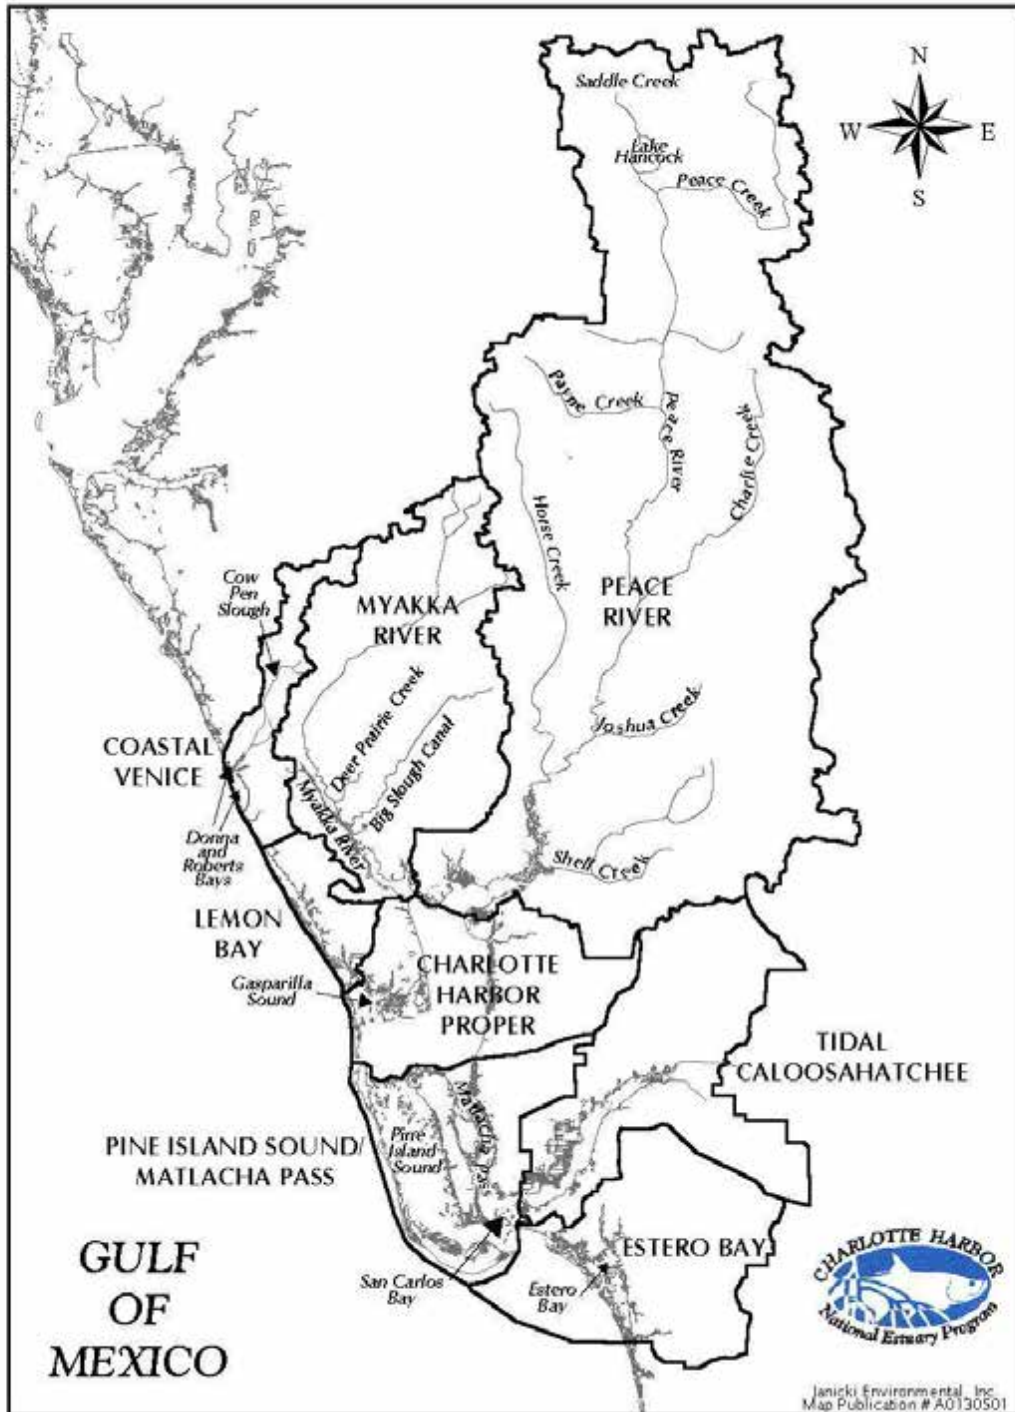 Saddle Creek
N
W
E
S
Lake
Hancock
Peace Creek
Payne Creek
Peace River
Charlie Creek
Horse Creek
Cow
Pen
Slough
MYAKKA
RIVER
PEACE
RIVER
Deer Prairie Creek
Big Slough Canal
Joshua Creek
COASTAL
VENICE
Myakka River
Donna
and
Roberts
Bays
Shell Creek
LEMON
BAY
Gasparilla
Sound
CHARLOTTE
HARBOR
PROPER
TIDAL
CALOOSAHATCHEE
Matlacha Pass
Pine
Island
Sound
PINE ISLAND SOUND/
MATLACHA PASS
GULF
OF
MEXICO
San Carlos
Bay
Estero
Bay
ESTERO BAY
CHARLOTTE HARBOR
National Estuary Program
Janicki Environmental, Inc.
Map Publication # A0130501